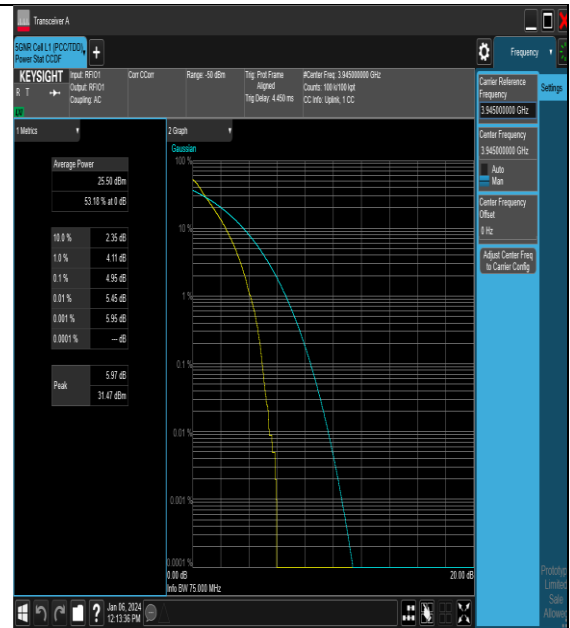 Transceiver A
5GNR Cell L1 (PCC/TDD),
Power Stat CCDF
+
Frequency
KEYSIGHT
R T
LV
Input: RFIO1
Output: RFIO1
Coupling: AC
Corr CCorr
Range: -50 dBm
Trig: Prot Frame
Aligned
Trig Delay: 4.450 ms
#Center Freq: 3.945000000 GHz
Counts: 100 k/100 kpt
CC Info: Uplink, 1 CC
Carrier Reference
Frequency
3.945000000 GHz
Settings
Center Frequency
3.945000000 GHz
Auto
Man
Center Frequency
Offset
0 Hz
Adjust Center Freq
to Carrier Config
1 Metrics
Average Power
25.50 dBm
53.18 % at 0 dB
10.0 % 2.35 dB
1.0 % 4.11 dB
0.1 % 4.95 dB
0.01 % 5.45 dB
0.001 % 5.95 dB
0.0001 % --- dB
Peak
5.97 dB
31.47 dBm
2 Graph
Gaussian
100 %
10 %
1 %
0.1 %
0.01 %
0.001 %
0.0001 %
0.00 dB
20.00 dB
Info BW 75.000 MHz
Prototyp
Limited
Sale
Allowed
?
Jan 06, 2024
12:13:36 PM